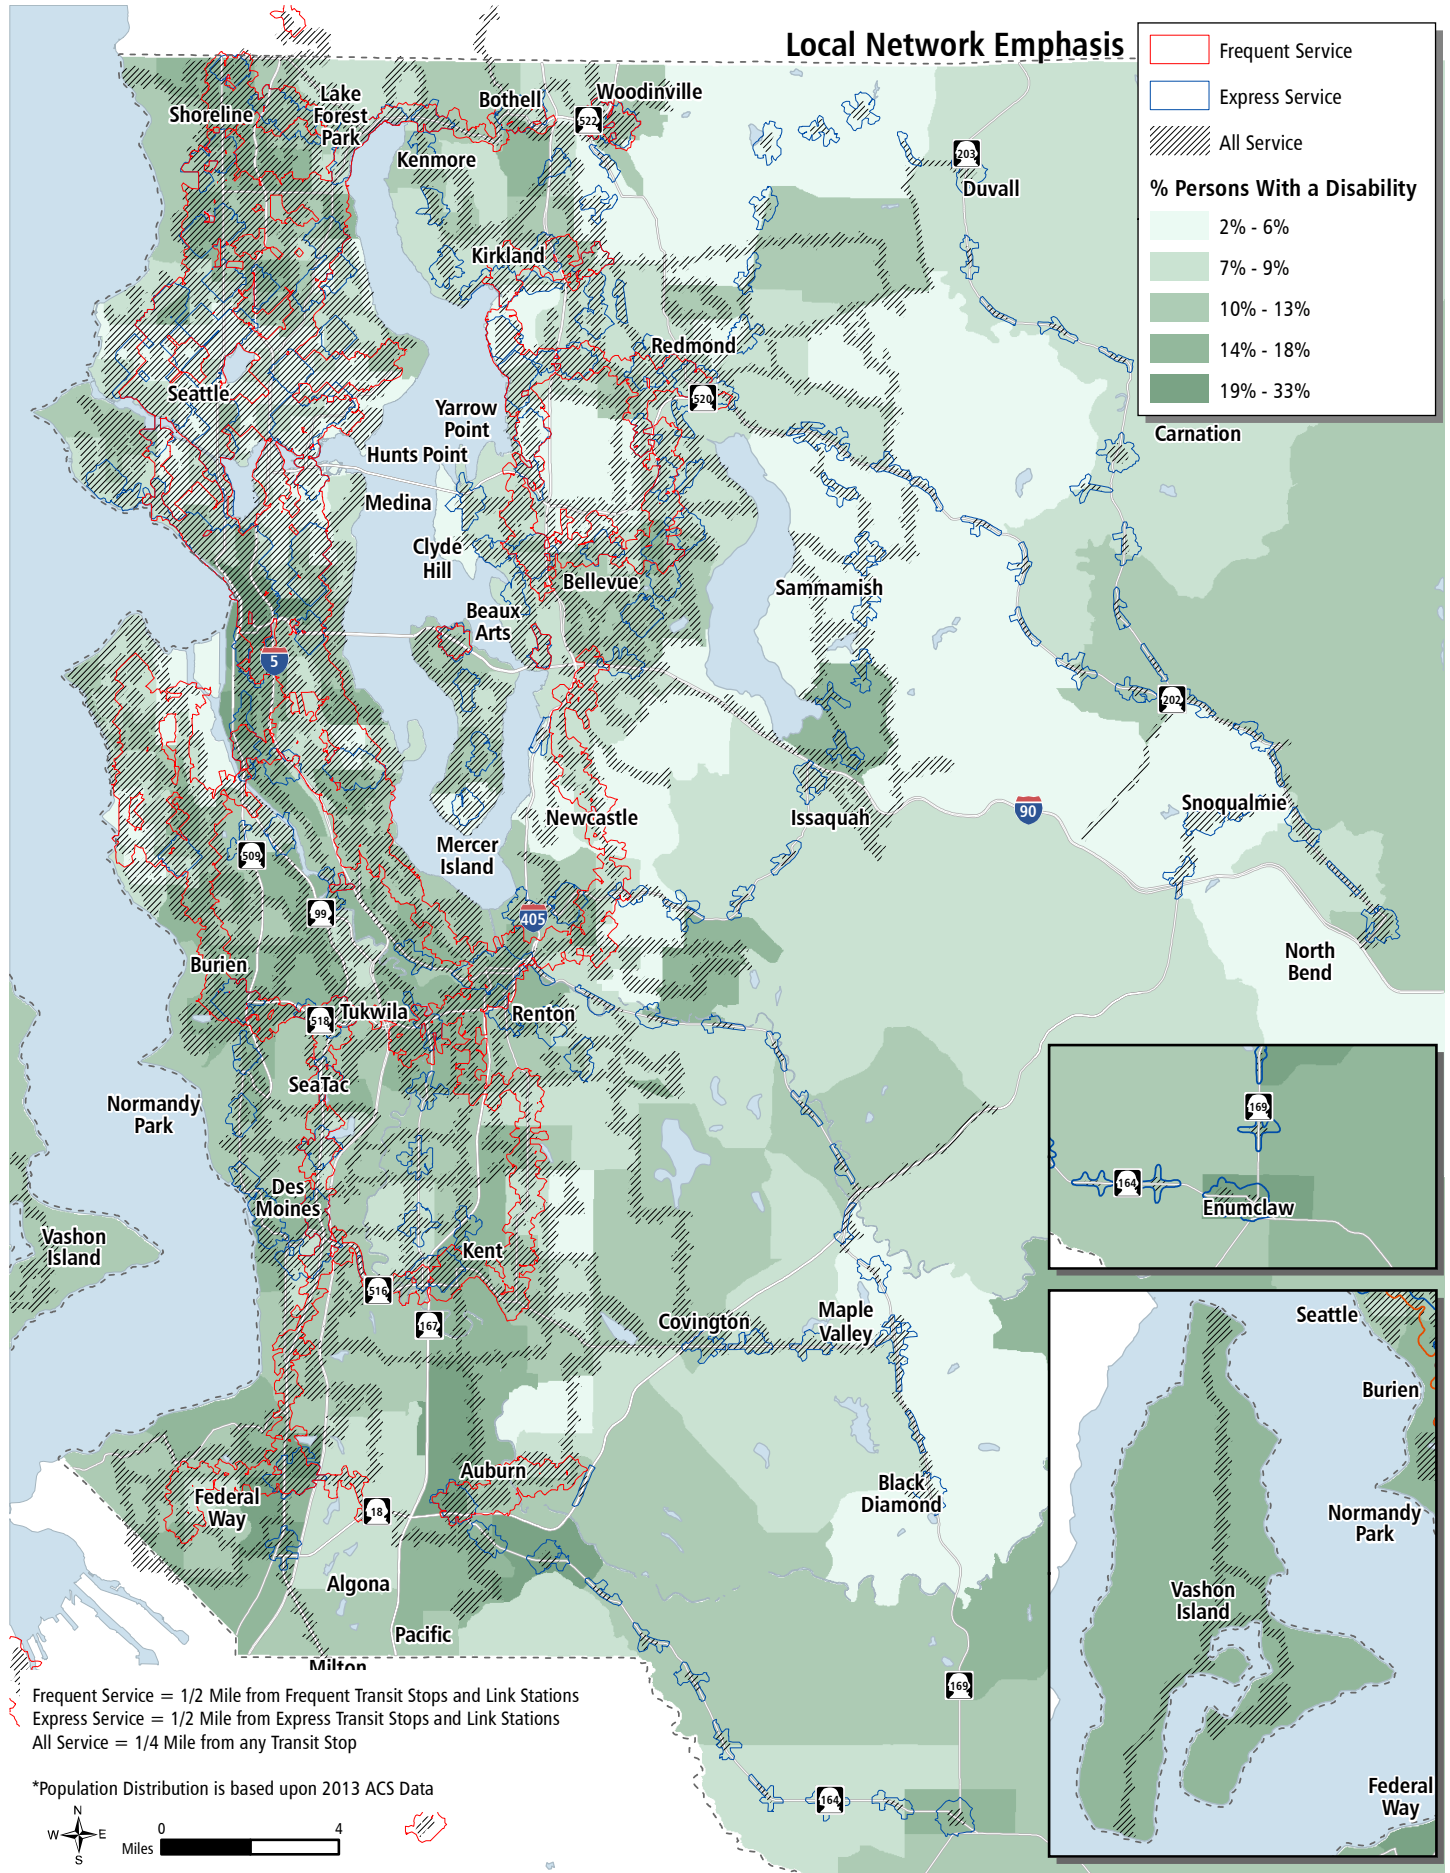 Local Network Emphasis
Frequent Service
Express Service
All Service
% Persons With a Disability
2% - 6%
7% - 9%
10% - 13%
14% - 18%
19% - 33%
Shoreline
Lake
Forest
Park
Bothell
Woodinville
522
Kenmore
203
Duvall
Kirkland
Redmond
520
Seattle
Yarrow
Point
Hunts Point
Medina
Carnation
Clyde
Hill
Bellevue
Sammamish
Beaux
Arts
5
202
Newcastle
Issaquah
90
Snoqualmie
Mercer
Island
509
99
405
Burien
North
Bend
518
Tukwila
Renton
SeaTac
Normandy
Park
169
164
Enumclaw
Des
Moines
Vashon
Island
Kent
516
167
Covington
Maple
Valley
Seattle
Burien
Auburn
Federal
Way
18
Black
Diamond
Normandy
Park
Algona
Vashon
Island
Pacific
Milton
169
Frequent Service = 1/2 Mile from Frequent Transit Stops and Link Stations
Express Service = 1/2 Mile from Express Transit Stops and Link Stations
All Service = 1/4 Mile from any Transit Stop
*Population Distribution is based upon 2013 ACS Data
164
Federal
Way
N
W E
S
0 4
Miles